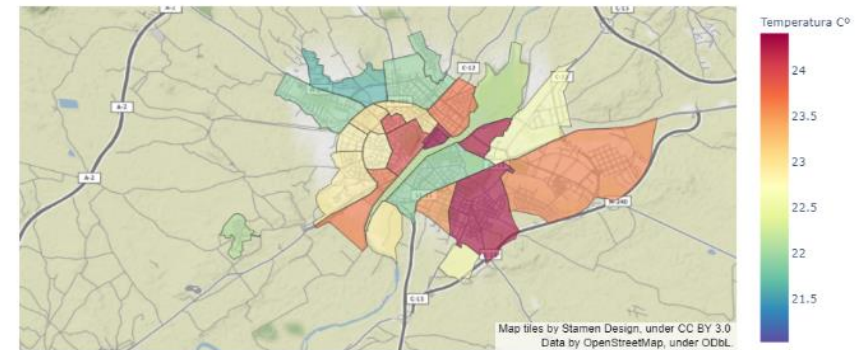 A-2
C-13
Temperatura Cº
C-12
24
A-2
23.5
23
A-2
22.5
N-240
22
C-13
21.5
Map tiles by Stamen Design, under CC BY 3.0
Data by OpenStreetMap, under ODbL.